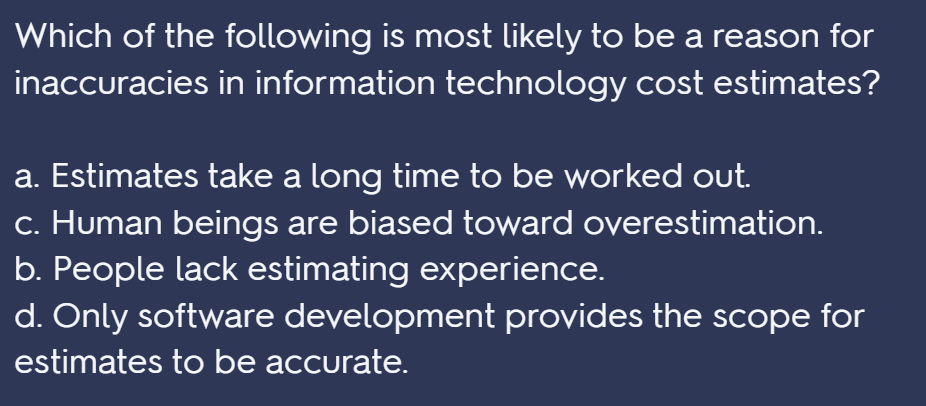 Which of the following is most likely to be a reason for
inaccuracies in information technology cost estimates?
a. Estimates take a long time to be worked out.
c. Human beings are biased toward overestimation.
b. People lack estimating experience.
d. Only software development provides the scope for
estimates to be accurate.